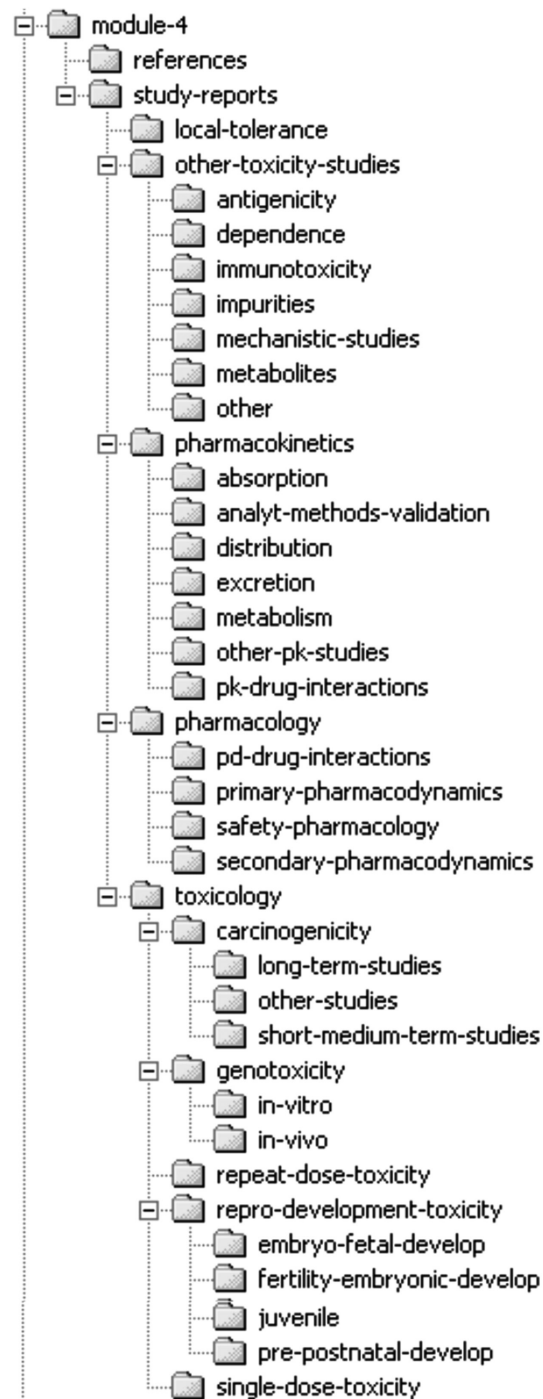 module-4
references
study-reports
local-tolerance
other-toxicity-studies
antigenicity
dependence
immunotoxicity
impurities
mechanistic-studies
metabolites
other
pharmacokinetics
absorption
analyt-methods-validation
distribution
excretion
metabolism
other-pk-studies
pk-drug-interactions
pharmacology
pd-drug-interactions
primary-pharmacodynamics
safety-pharmacology
secondary-pharmacodynamics
toxicology
carcinogenicity
long-term-studies
other-studies
short-medium-term-studies
genotoxicity
in-vitro
in-vivo
repeat-dose-toxicity
repro-development-toxicity
embryo-fetal-develop
fertility-embryonic-develop
juvenile
pre-postnatal-develop
single-dose-toxicity